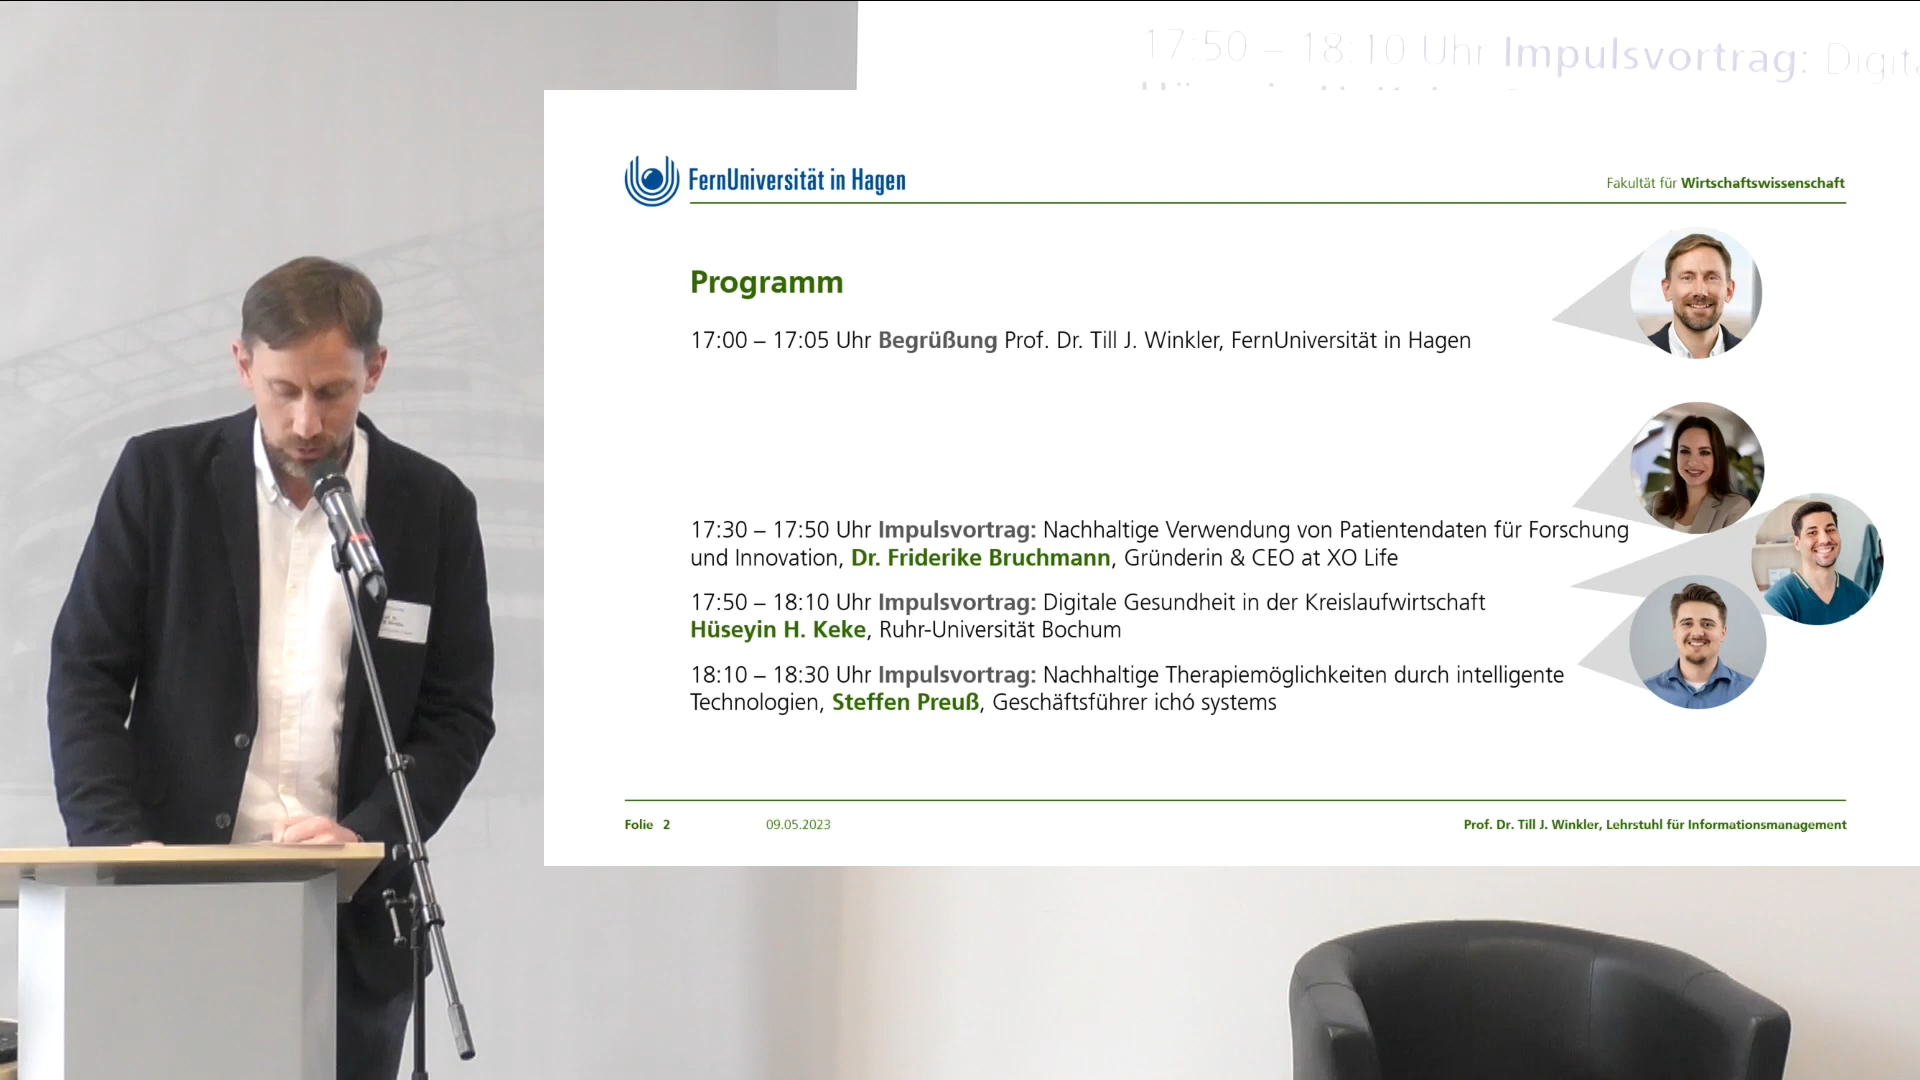 17:50 – 18:10 Uhr Impulsvortrag:
FernUniversität in Hagen
Fakultät für Wirtschaftswissenschaft
Programm
17:00 – 17:05 Uhr Begrüßung Prof. Dr. Till J. Winkler, FernUniversität in Hagen
17:30 – 17:50 Uhr Impulsvortrag: Nachhaltige Verwendung von Patientendaten für Forschung
und Innovation, Dr. Friderike Bruchmann, Gründerin & CEO at XO Life
17:50 – 18:10 Uhr Impulsvortrag: Digitale Gesundheit in der Kreislaufwirtschaft
Hüseyin H. Keke, Ruhr-Universität Bochum
18:10 – 18:30 Uhr Impulsvortrag: Nachhaltige Therapiemöglichkeiten durch intelligente
Technologien, Steffen Preuß, Geschäftsführer ichó systems
Folie 2
09.05.2023
Prof. Dr. Till J. Winkler, Lehrstuhl für Informationsmanagement